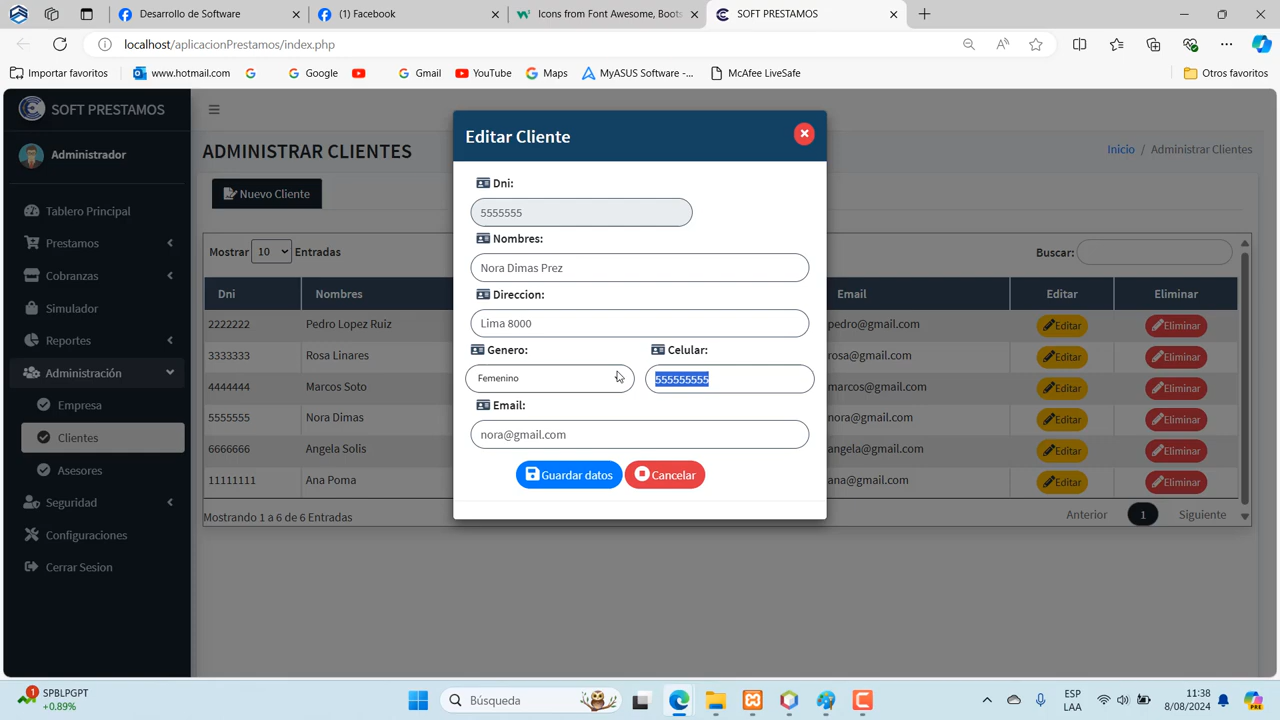 Desarrollo de Software
(1) Facebook
Icons from Font Awesome, Boots
SOFT PRESTAMOS
localhost/aplicacionPrestamos/index.php
Importar favoritos
www.hotmail.com
Google
Gmail
YouTube
Maps
MyASUS Software -...
McAfee LiveSafe
Otros favoritos
SOFT PRESTAMOS
Administrador
Tablero Principal
Prestamos
Cobranzas
Simulador
Reportes
Administración
Empresa
Clientes
Asesores
Seguridad
Configuraciones
Cerrar Sesion
ADMINISTRAR CLIENTES
Inicio / Administrar Clientes
Nuevo Cliente
Mostrar 10 Entradas
Buscar:
Dni Nombres Email Editar Eliminar
2222222 Pedro Lopez Ruiz pedro@gmail.com Editar Eliminar
3333333 Rosa Linares rosa@gmail.com Editar Eliminar
4444444 Marcos Soto marcos@gmail.com Editar Eliminar
5555555 Nora Dimas nora@gmail.com Editar Eliminar
6666666 Angela Solis angela@gmail.com Editar Eliminar
11111111 Ana Poma ana@gmail.com Editar Eliminar
Mostrando 1 a 6 de 6 Entradas
Anterior 1 Siguiente
Editar Cliente
Dni:
5555555
Nombres:
Nora Dimas Prez
Direccion:
Lima 8000
Genero: Celular:
Femenino 555555555
Email:
nora@gmail.com
Guardar datos Cancelar
1
SPBLPGPT
+0.89%
Búsqueda
ESP
LAA
11:38
8/08/2024
PRE